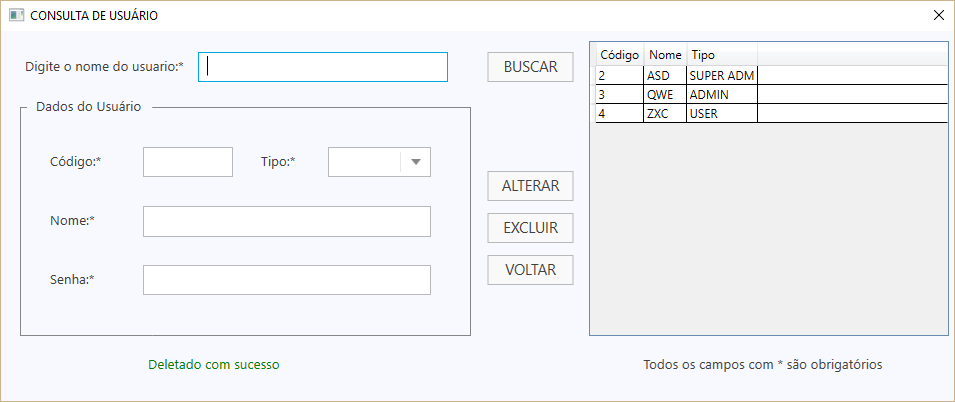 CONSULTA DE USUÁRIO
Digite o nome do usuario:*
BUSCAR
Dados do Usuário
Código:*
Tipo:*
Nome:*
Senha:*
ALTERAR
EXCLUIR
VOLTAR
Código Nome Tipo
2 ASD SUPER ADM
3 QWE ADMIN
4 ZXC USER
Deletado com sucesso
Todos os campos com * são obrigatórios